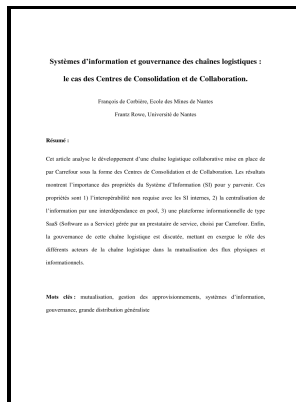 Systèmes d'information et gouvernance des chaînes logistiques :
le cas des Centres de Consolidation et de Collaboration.
François de Corbière, Ecole des Mines de Nantes
Frantz Rowe, Université de Nantes
Résumé :
Cet article analyse le développement d'une chaîne logistique collaborative mise en place de
par Carrefour sous la forme des Centres de Consolidation et de Collaboration. Les résultats
montrent l'importance des propriétés du Système d'Information (SI) pour y parvenir. Ces
propriétés sont 1) l'interopérabilité non requise avec les SI internes, 2) la centralisation de
l'information par une interdépendance en pool, 3) une plateforme informationnelle de type
SaaS (Software as a Service) gérée par un prestataire de service, choisi par Carrefour. Enfin,
la gouvernance de cette chaîne logistique est discutée, mettant en exergue le rôle des
différents acteurs de la chaîne logistique dans la mutualisation des flux physiques et
informationnels.
Mots clés : mutualisation, gestion des approvisionnements, systèmes d'information,
gouvernance, grande distribution généraliste